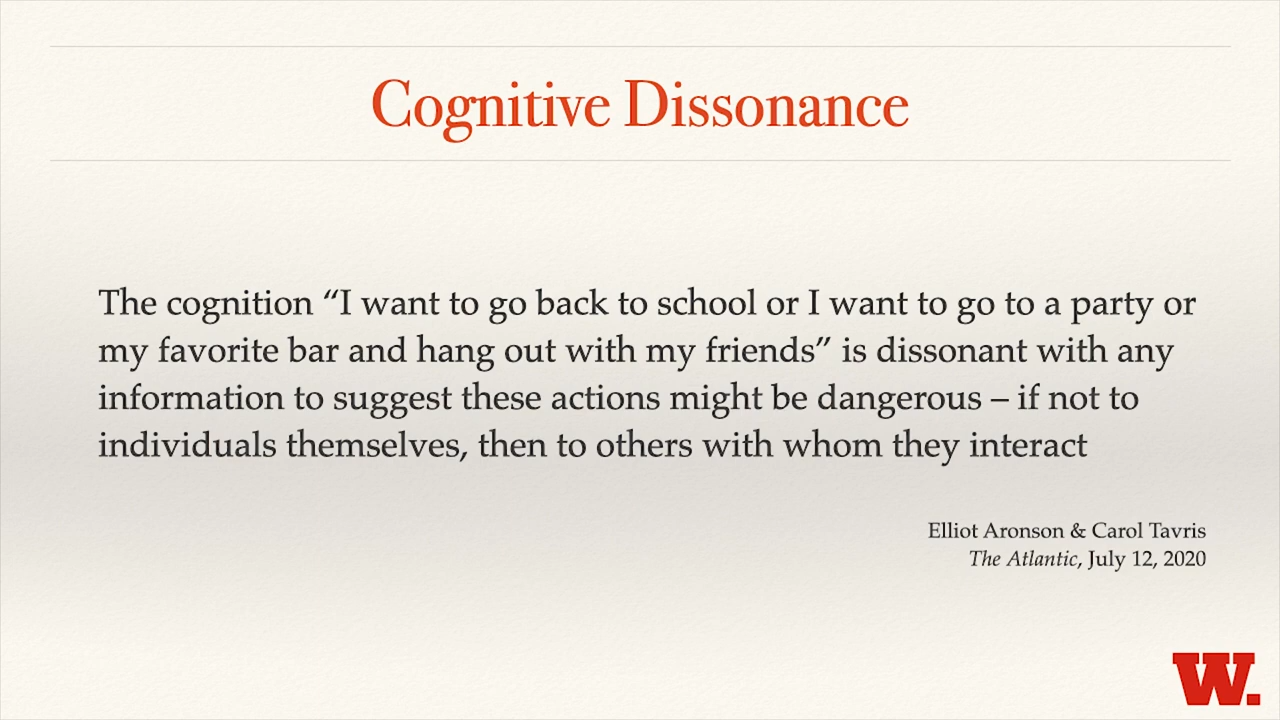 Cognitive Dissonance
The cognition “I want to go back to school or I want to go to a party or
my favorite bar and hang out with my friends” is dissonant with any
information to suggest these actions might be dangerous – if not to
individuals themselves, then to others with whom they interact
Elliot Aronson & Carol Tavris
The Atlantic, July 12, 2020
W.